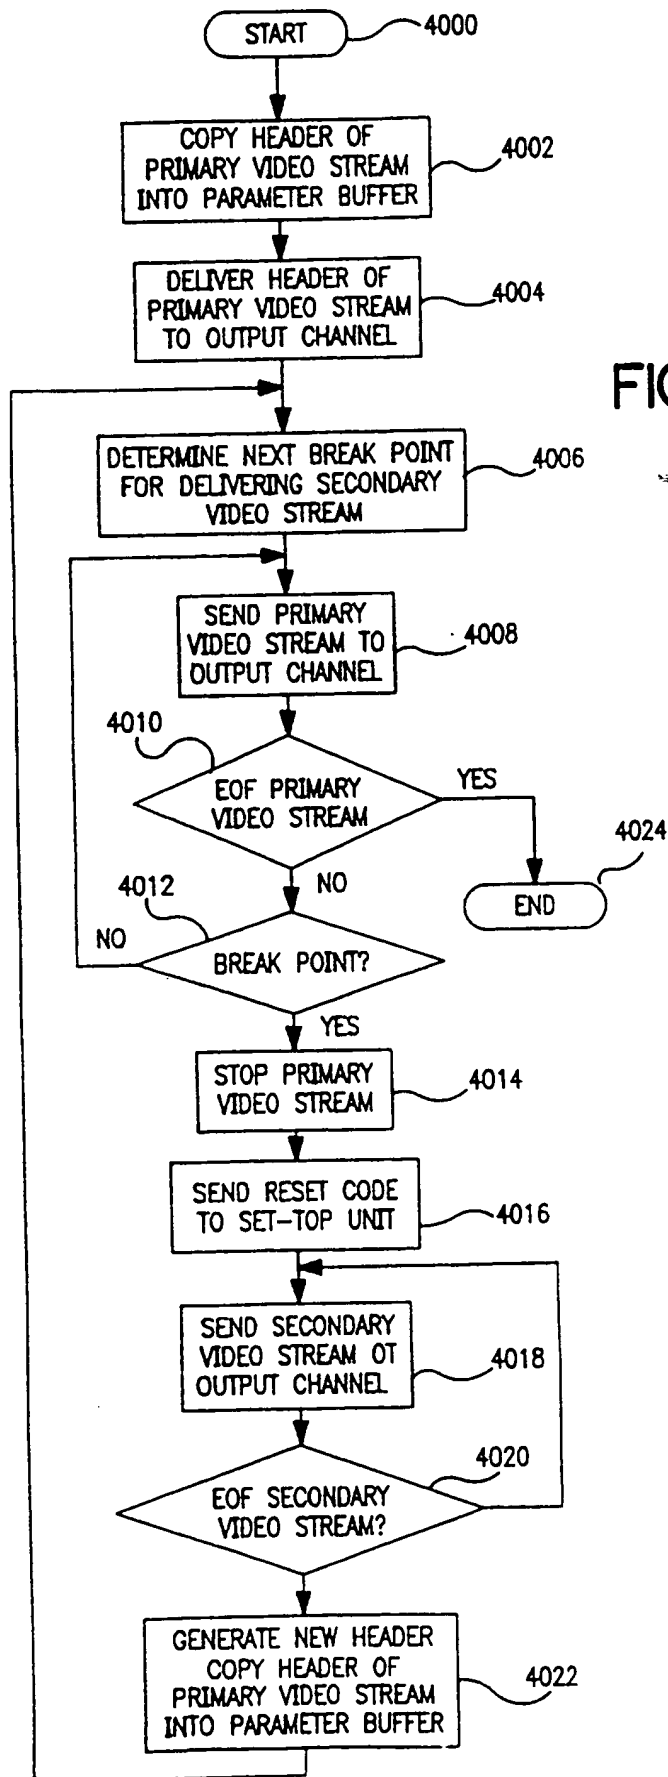 START
4000
COPY HEADER OF
PRIMARY VIDEO STREAM
INTO PARAMETER BUFFER
4002
DELIVER HEADER OF
PRIMARY VIDEO STREAM
TO OUTPUT CHANNEL
4004
FIG
DETERMINE NEXT BREAK POINT
FOR DELIVERING SECONDARY
VIDEO STREAM
4006
SEND PRIMARY
VIDEO STREAM TO
OUTPUT CHANNEL
4008
4010
EOF PRIMARY
VIDEO STREAM
YES
4024
END
NO
4012
NO
BREAK POINT?
YES
STOP PRIMARY
VIDEO STREAM
4014
SEND RESET CODE
TO SET-TOP UNIT
4016
SEND SECONDARY
VIDEO STREAM OT
OUTPUT CHANNEL
4018
4020
EOF SECONDARY
VIDEO STREAM?
GENERATE NEW HEADER
COPY HEADER OF
PRIMARY VIDEO STREAM
INTO PARAMETER BUFFER
4022